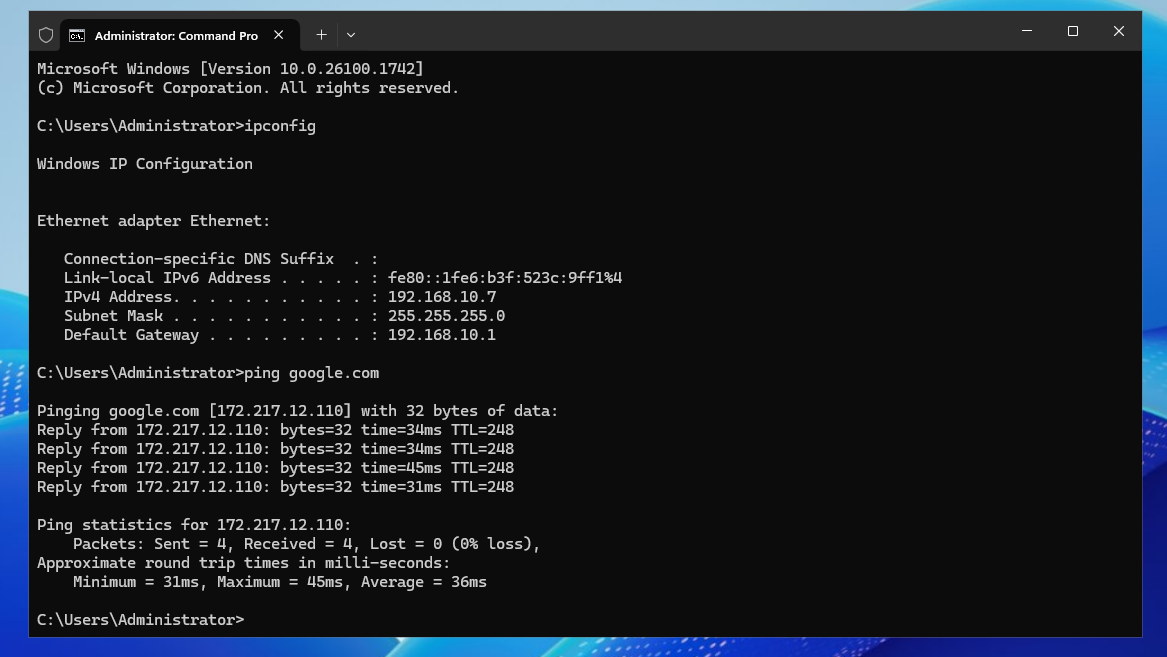 Administrator: Command Pro
Microsoft Windows [Version 10.0.26100.1742]
(c) Microsoft Corporation. All rights reserved.
C:\Users\Administrator>ipconfig
Windows IP Configuration
Ethernet adapter Ethernet:
Connection-specific DNS Suffix  . :
Link-local IPv6 Address . . . . . : fe80::1fe6:b3f:523c:9ff1%4
IPv4 Address. . . . . . . . . . . : 192.168.10.7
Subnet Mask . . . . . . . . . . . : 255.255.255.0
Default Gateway . . . . . . . . . : 192.168.10.1
C:\Users\Administrator>ping google.com
Pinging google.com [172.217.12.110] with 32 bytes of data:
Reply from 172.217.12.110: bytes=32 time=34ms TTL=248
Reply from 172.217.12.110: bytes=32 time=34ms TTL=248
Reply from 172.217.12.110: bytes=32 time=45ms TTL=248
Reply from 172.217.12.110: bytes=32 time=31ms TTL=248
Ping statistics for 172.217.12.110:
Packets: Sent = 4, Received = 4, Lost = 0 (0% loss),
Approximate round trip times in milli-seconds:
Minimum = 31ms, Maximum = 45ms, Average = 36ms
C:\Users\Administrator>